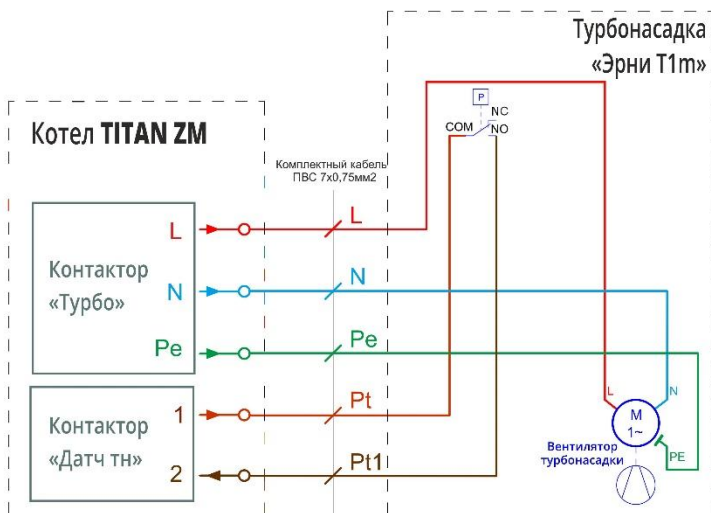 Турбонасадка
«Эрни T1m»
P
NC
COM
NO
Котел TITAN ZM
Комплектный кабель
ПВС 7х0,75мм2
L
L
Контактор
«Турбо»
N
N
Pe
Pe
Контактор
«Датч тн»
1
Pt
2
Pt1
L
N
M
1~
Вентилятор
турбонасадки
PE